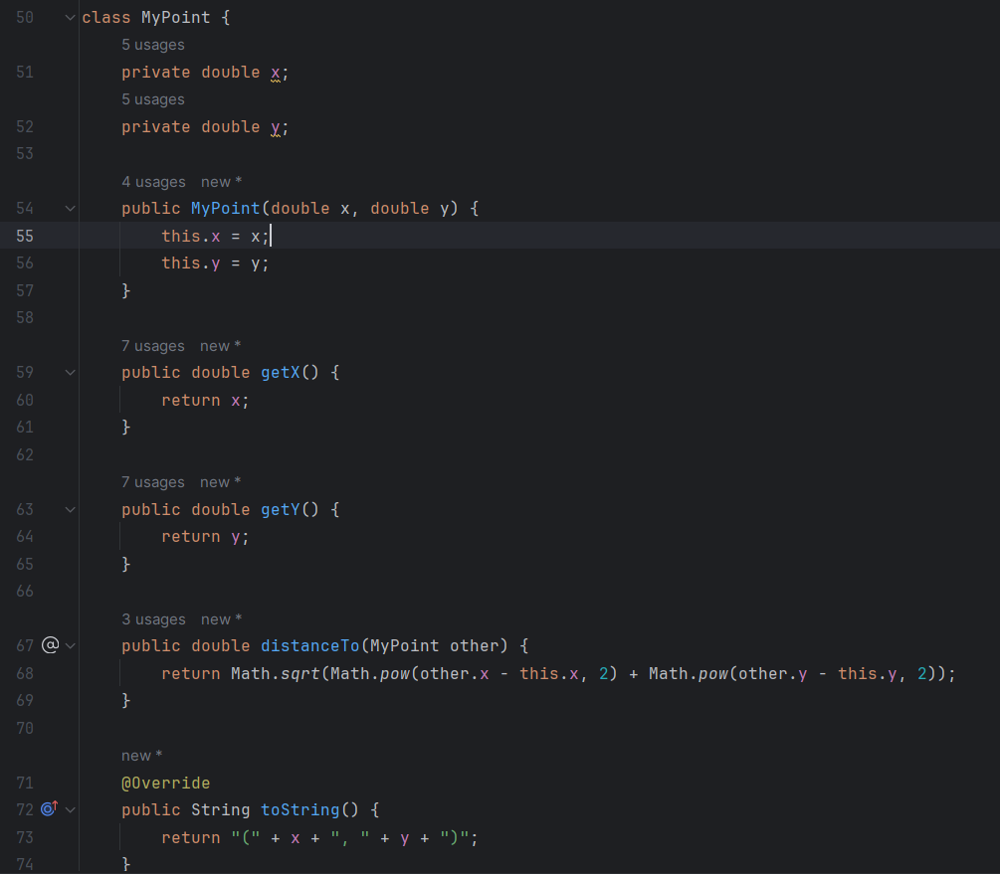 50 class MyPoint {
5 usages
51 private double x;
5 usages
52 private double y;
53
4 usages new *
54 public MyPoint(double x, double y) {
55 this.x = x;
56 this.y = y;
57 }
58
7 usages new *
59 public double getX() {
60 return x;
61 }
62
7 usages new *
63 public double getY() {
64 return y;
65 }
66
3 usages new *
67 @ public double distanceTo(MyPoint other) {
68 return Math.sqrt(Math.pow(other.x - this.x, 2) + Math.pow(other.y - this.y, 2));
69 }
70
new *
71 @Override
72 public String toString() {
73 return "(" + x + ", " + y + ")";
74 }